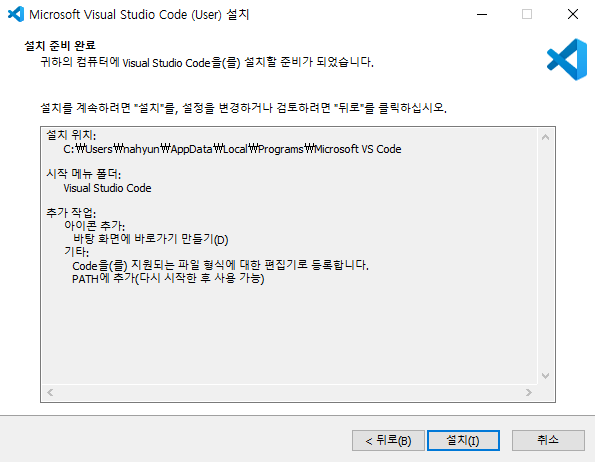 Microsoft Visual Studio Code (User) 설치
설치 준비 완료
귀하의 컴퓨터에 Visual Studio Code을(를) 설치할 준비가 되었습니다.
설치를 계속하려면 "설치"를, 설정을 변경하거나 검토하려면 "뒤로"를 클릭하십시오.
설치 위치:
C:₩Users₩nahyun₩AppData₩Local₩Programs₩Microsoft VS Code
시작 메뉴 폴더:
Visual Studio Code
추가 작업:
아이콘 추가:
바탕 화면에 바로가기 만들기(D)
기타:
Code을(를) 지원되는 파일 형식에 대한 편집기로 등록합니다.
PATH에 추가(다시 시작한 후 사용 가능)
< 뒤로(B)
설치(I)
취소